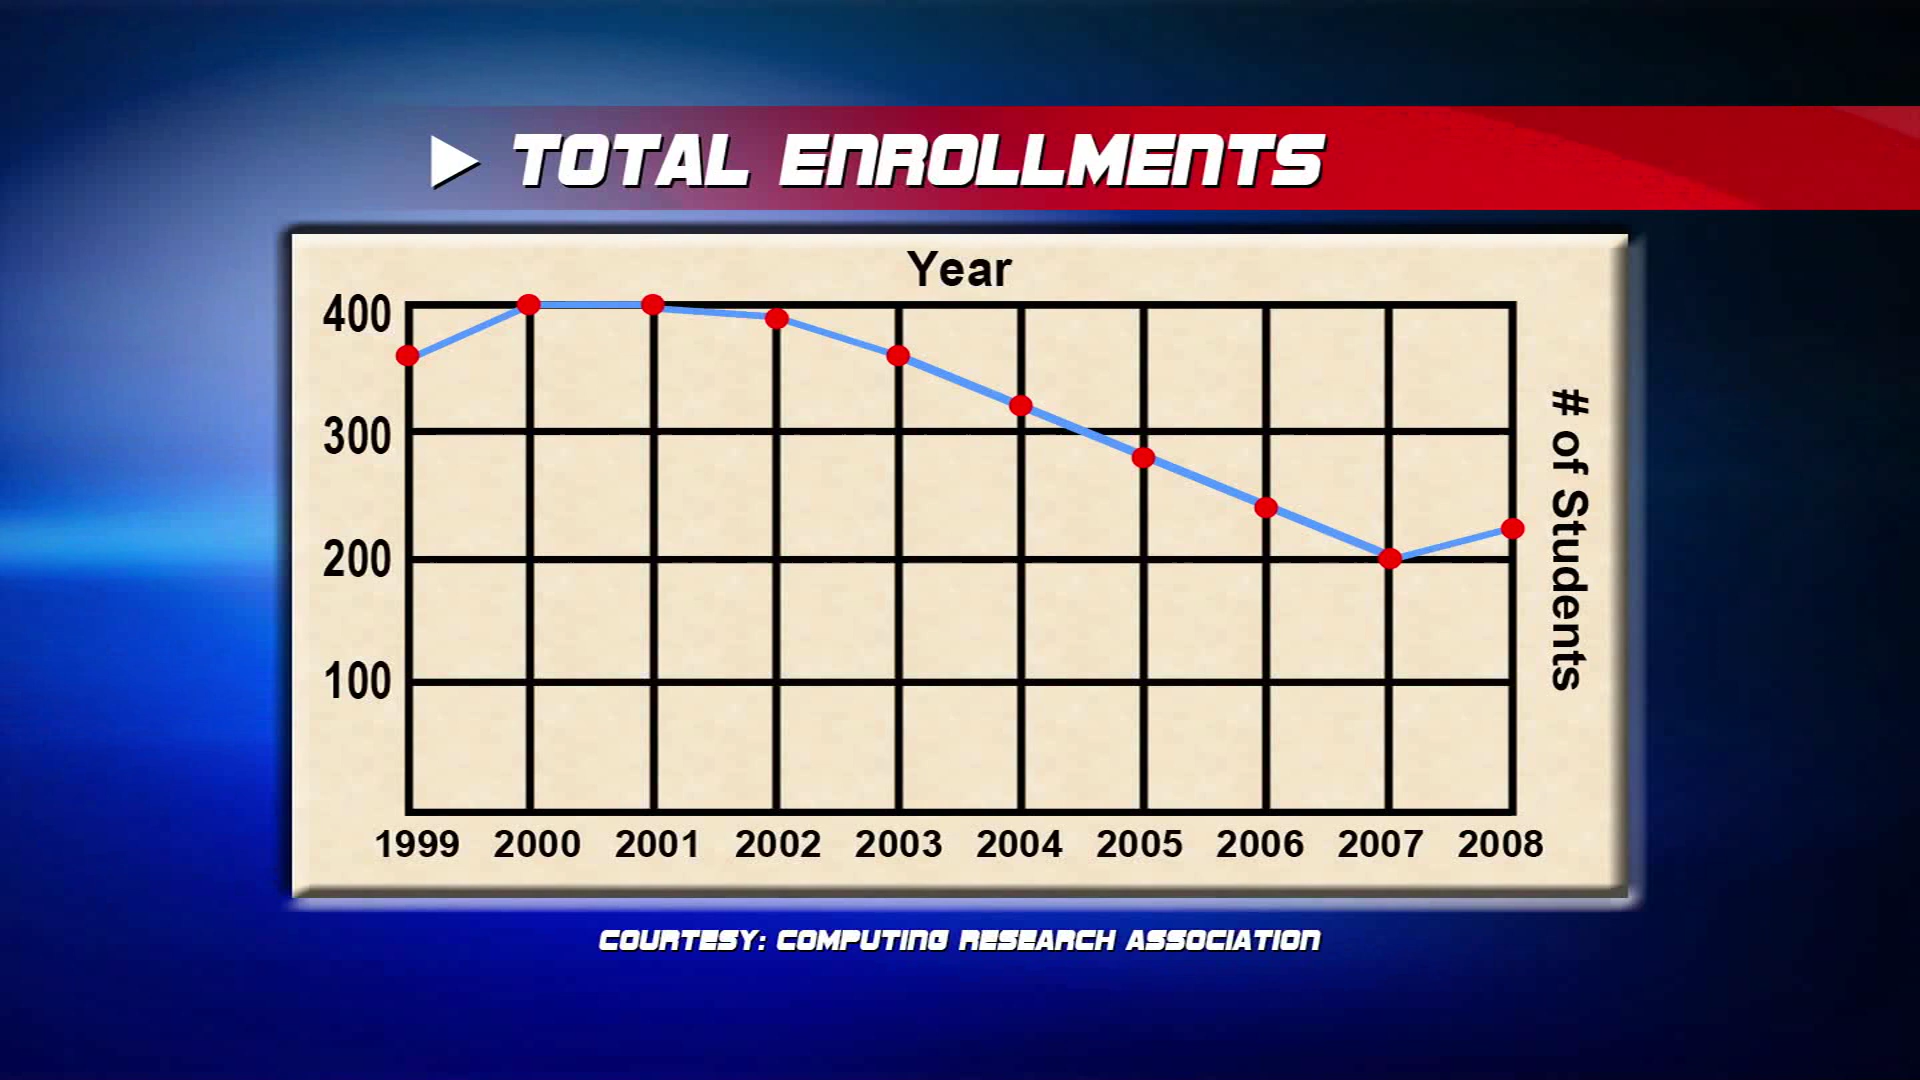 TOTAL ENROLLMENTS
Year
400
300
200
100
# of Students
1999 2000 2001 2002 2003 2004 2005 2006 2007 2008
COURTESY: COMPUTING RESEARCH ASSOCIATION